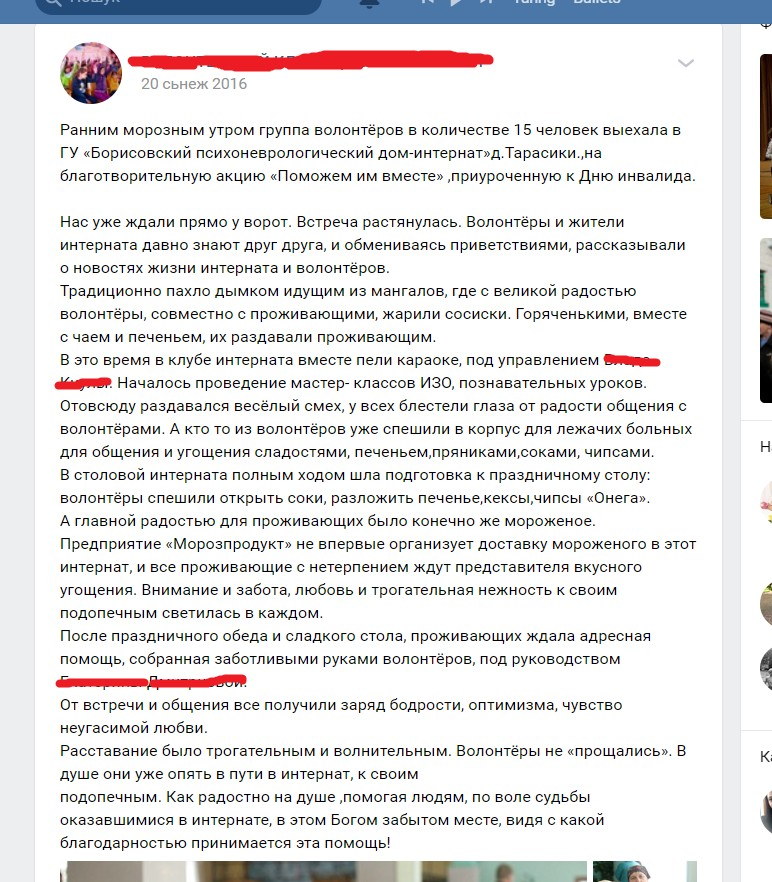 Пошук
Turing
Bullets
20 сьнеж 2016
Ранним морозным утром группа волонтёров в количестве 15 человек выехала в
ГУ «Борисовский психоневрологический дом-интернат»д.Тарасики.,на
благотворительную акцию «Поможем им вместе» ,приуроченную к Дню инвалида.
Нас уже ждали прямо у ворот. Встреча растянулась. Волонтёры и жители
интерната давно знают друг друга, и обмениваясь приветствиями, рассказывали
о новостях жизни интерната и волонтёров.
Традиционно пахло дымком идущим из мангалов, где с великой радостью
волонтёры, совместно с проживающими, жарили сосиски. Горяченькими, вместе
с чаем и печеньем, их раздавали проживающим.
В это время в клубе интерната вместе пели караоке, под управлением
Началось проведение мастер- классов ИЗО, познавательных уроков.
Отовсюду раздавался весёлый смех, у всех блестели глаза от радости общения с
волонтёрами. А кто то из волонтёров уже спешили в корпус для лежачих больных
для общения и угощения сладостями, печеньем,пряниками,соками, чипсами.
В столовой интерната полным ходом шла подготовка к праздничному столу:
волонтёры спешили открыть соки, разложить печенье,кексы,чипсы «Онега».
А главной радостью для проживающих было конечно же мороженое.
Предприятие «Морозпродукт» не впервые организует доставку мороженого в этот
интернат, и все проживающие с нетерпением ждут представителя вкусного
угощения. Внимание и забота, любовь и трогательная нежность к своим
подопечным светилась в каждом.
После праздничного обеда и сладкого стола, проживающих ждала адресная
помощь, собранная заботливыми руками волонтёров, под руководством
От встречи и общения все получили заряд бодрости, оптимизма, чувство
неугасимой любви.
Расставание было трогательным и волнительным. Волонтёры не «прощались». В
душе они уже опять в пути в интернат, к своим
подопечным. Как радостно на душе ,помогая людям, по воле судьбы
оказавшимися в интернате, в этом Богом забытом месте, видя с какой
благодарностью принимается эта помощь!